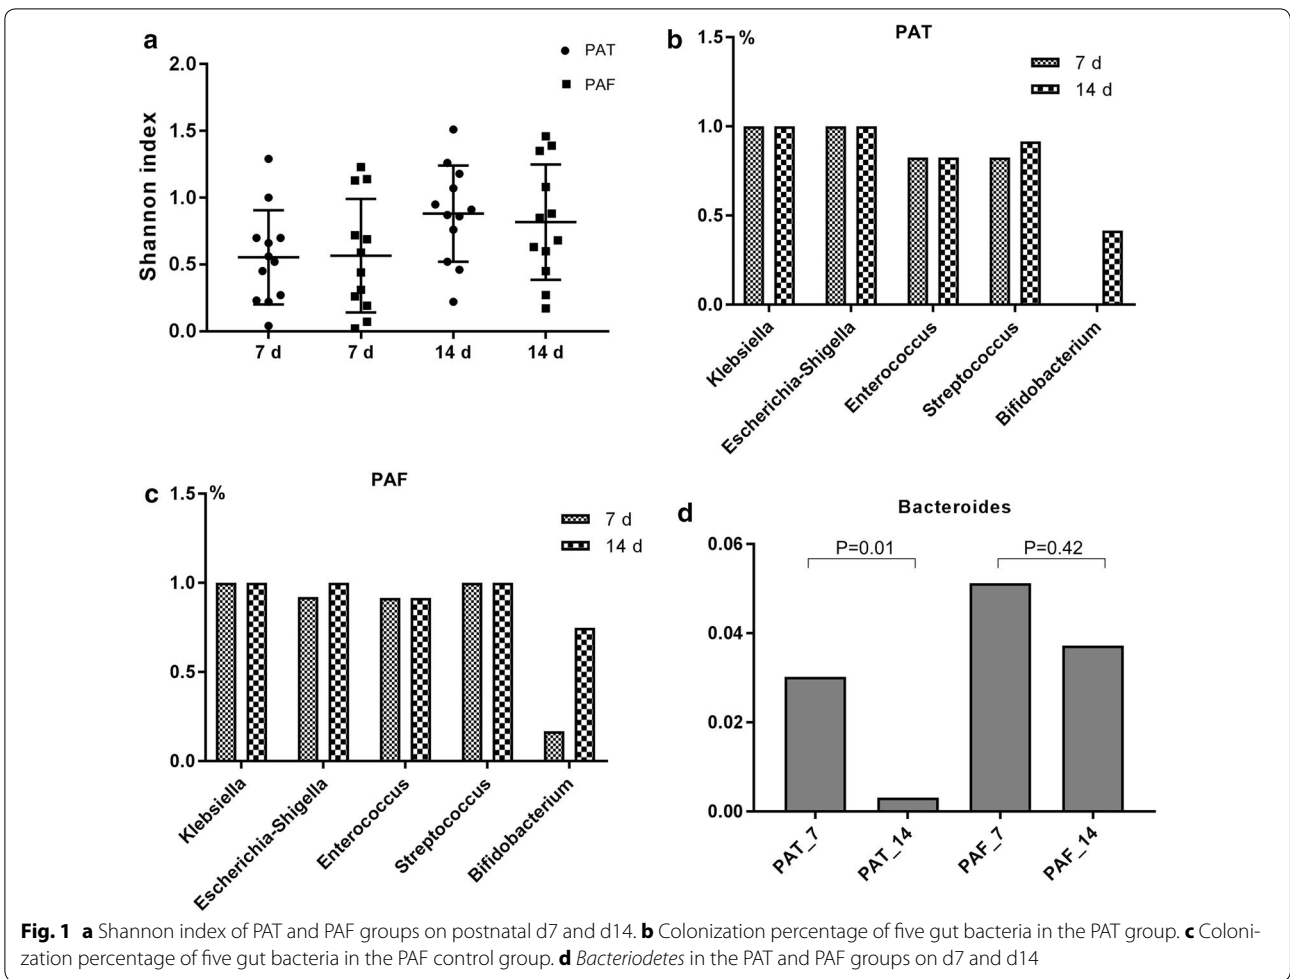 a
PAT
PAF
2.0
1.5
1.0
0.5
0.0
Shannon index
7 d
7 d
14 d
14 d
b
PAT
%
7 d
14 d
1.5
1.0
0.5
0.0
Klebsiella
Escherichia-Shigella
Enterococcus
Streptococcus
Bifidobacterium
c
PAF
%
7 d
14 d
1.5
1.0
0.5
0.0
Klebsiella
Escherichia-Shigella
Enterococcus
Streptococcus
Bifidobacterium
d
Bacteroides
P=0.01
P=0.42
0.06
0.04
0.02
0.00
PAT_7
PAT_14
PAF_7
PAF_14
Fig. 1 a Shannon index of PAT and PAF groups on postnatal d7 and d14. b Colonization percentage of five gut bacteria in the PAT group. c Coloni-
zation percentage of five gut bacteria in the PAF control group. d Bacteriodetes in the PAT and PAF groups on d7 and d14